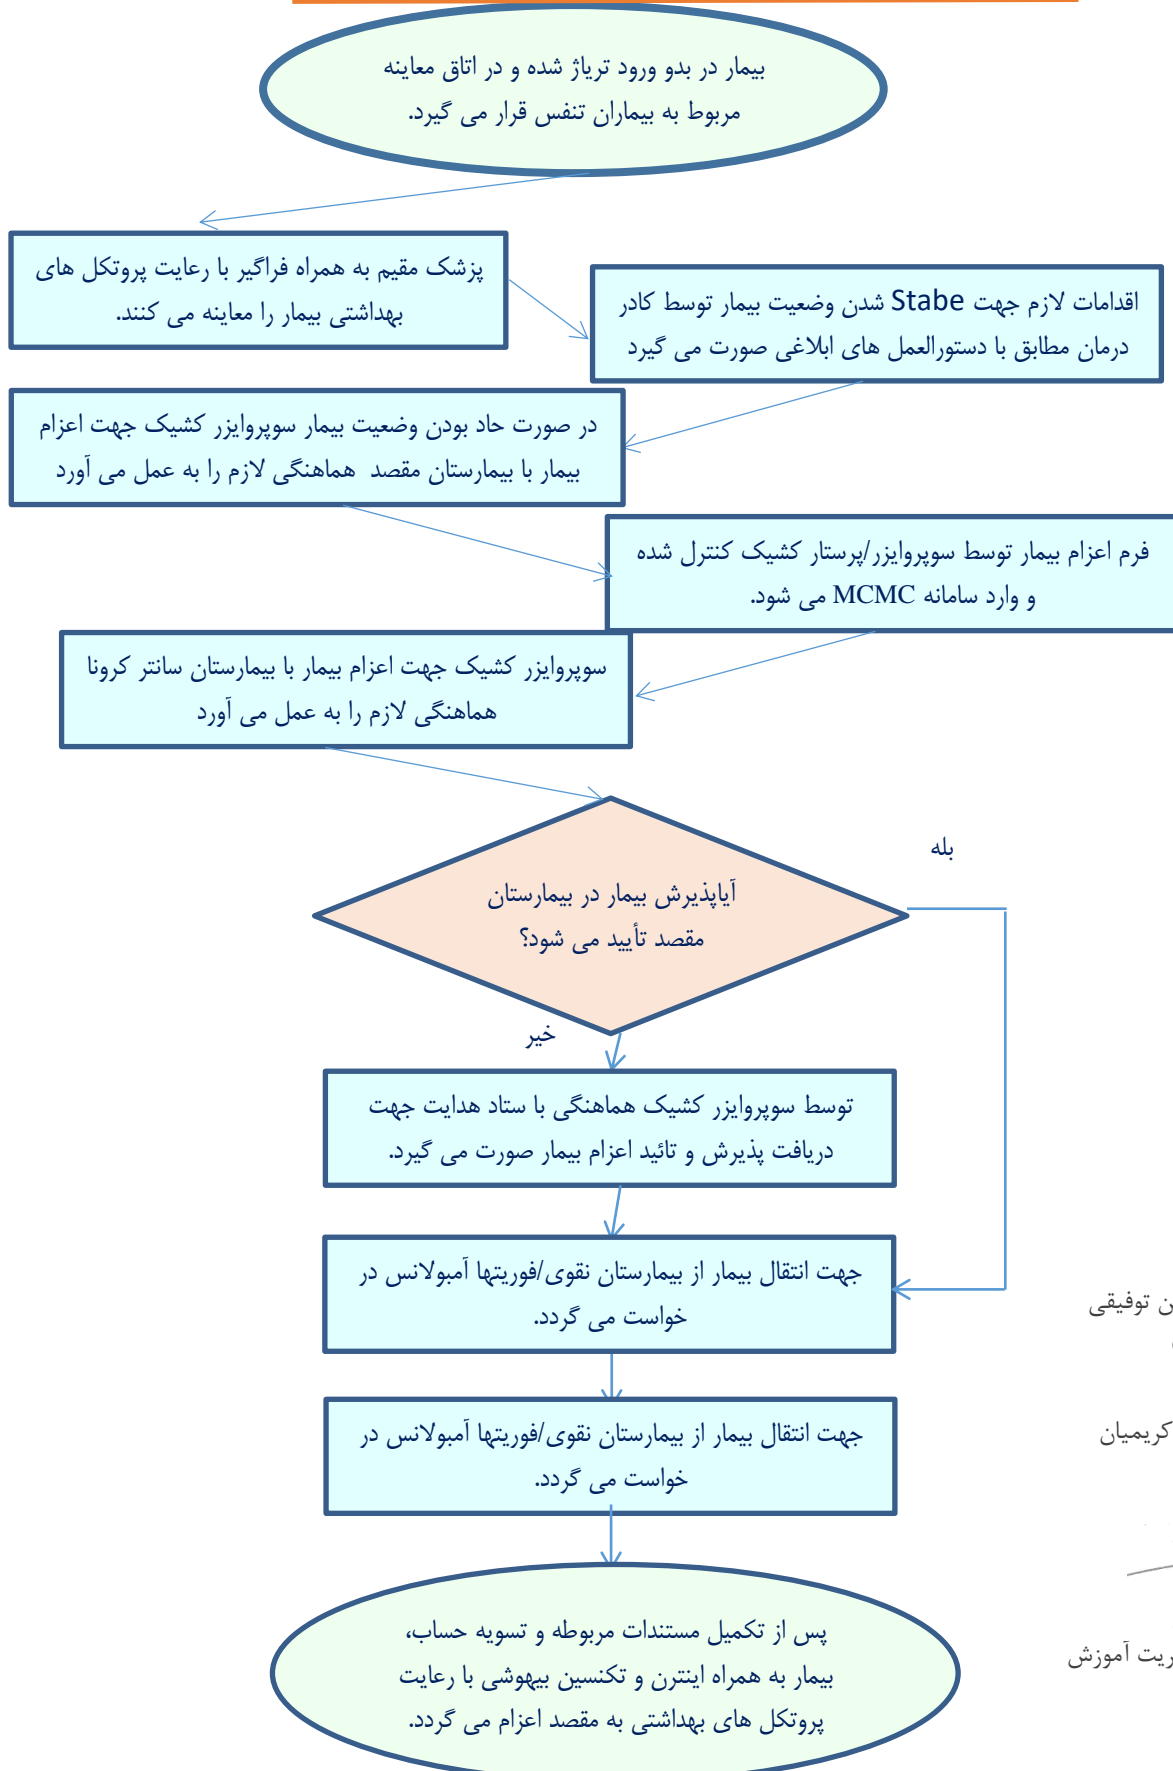 بیمار در بدو ورود تریاژ شده و در اتاق معاینه
مربوط به بیماران تنفس قرار می گیرد.
پزشک مقیم به همراه فراگیر با رعایت پروتکل های
بهداشتی بیمار را معاینه می کنند.
اقدامات لازم جهت Stabe شدن وضعیت بیمار توسط کادر
درمان مطابق با دستورالعمل های ابلاغی صورت می گیرد
در صورت حاد بودن وضعیت بیمار سوپروایزر کشیک جهت اعزام
بیمار با بیمارستان مقصد هماهنگی لازم را به عمل می آورد
فرم اعزام بیمار توسط سوپروایزر/پرستار کشیک کنترل شده
و وارد سامانه MCMC می شود.
سوپروایزر کشیک جهت اعزام بیمار با بیمارستان سانتر کرونا
هماهنگی لازم را به عمل می آورد
بله
آیاپذیرش بیمار در بیمارستان
مقصد تأیید می شود؟
خیر
توسط سوپروایزر کشیک هماهنگی با ستاد هدایت جهت
دریافت پذیرش و تائید اعزام بیمار صورت می گیرد.
جهت انتقال بیمار از بیمارستان نقوی/فوریتها آمبولانس در
خواست می گردد.
ن توفیقی
کریمیان
جهت انتقال بیمار از بیمارستان نقوی/فوریتها آمبولانس در
خواست می گردد.
پس از تکمیل مستندات مربوطه و تسویه حساب،
بیمار به همراه اینترن و تکنسین بیهوشی با رعایت
پروتکل های بهداشتی به مقصد اعزام می گردد.
ریت آموزش